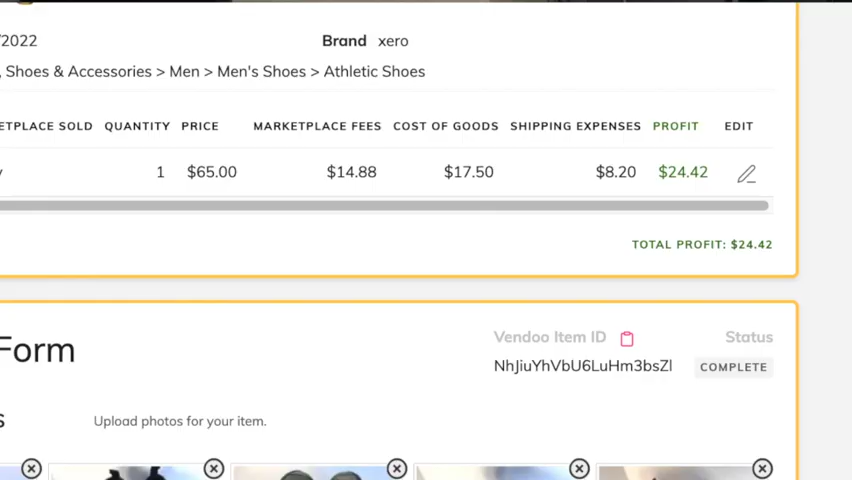 /2022
Brand xero
, Shoes & Accessories > Men > Men's Shoes > Athletic Shoes
ETPLACE SOLD QUANTITY PRICE MARKETPLACE FEES COST OF GOODS SHIPPING EXPENSES PROFIT EDIT
y 1 $65.00 $14.88 $17.50 $8.20 $24.42
TOTAL PROFIT: $24.42
Form
Vendoo Item ID
Status
NhJiuYhVbU6LuHm3bsZl
COMPLETE
s Upload photos for your item.